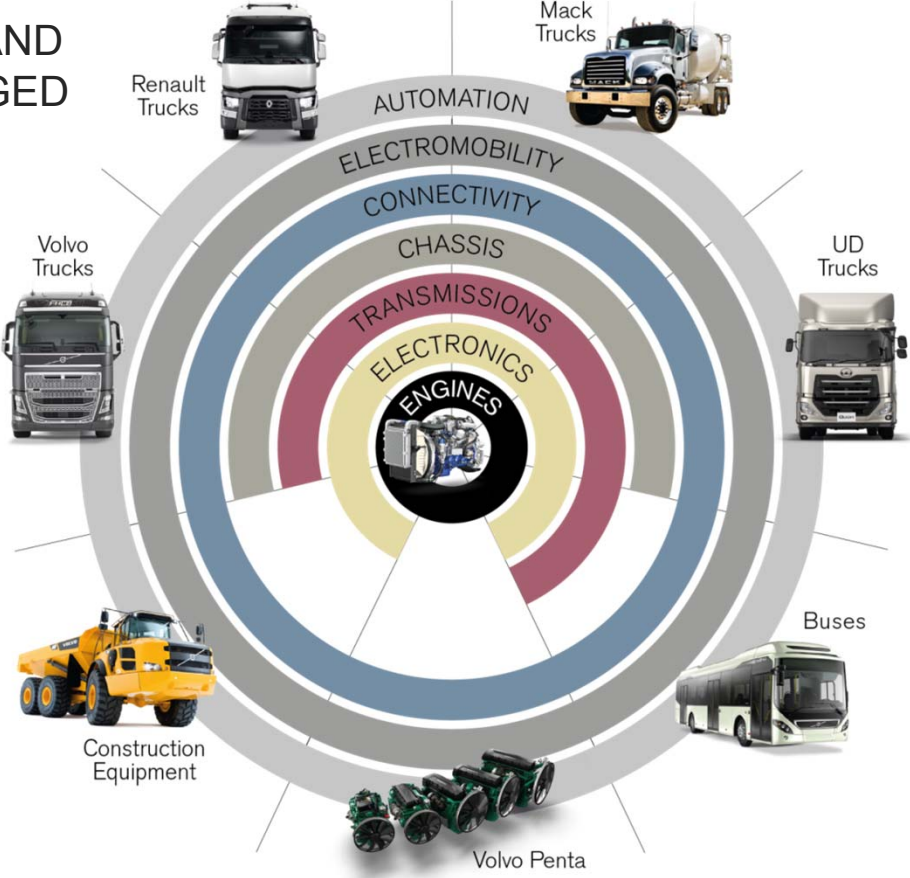 AND
GED
Renault
Trucks
Mack
Trucks
AUTOMATION
ELECTROMOBILITY
CONNECTIVITY
CHASSIS
TRANSMISSIONS
ELECTRONICS
ENGINES
Volvo
Trucks
UD
Trucks
MACK
Buses
Construction
Equipment
Volvo Penta